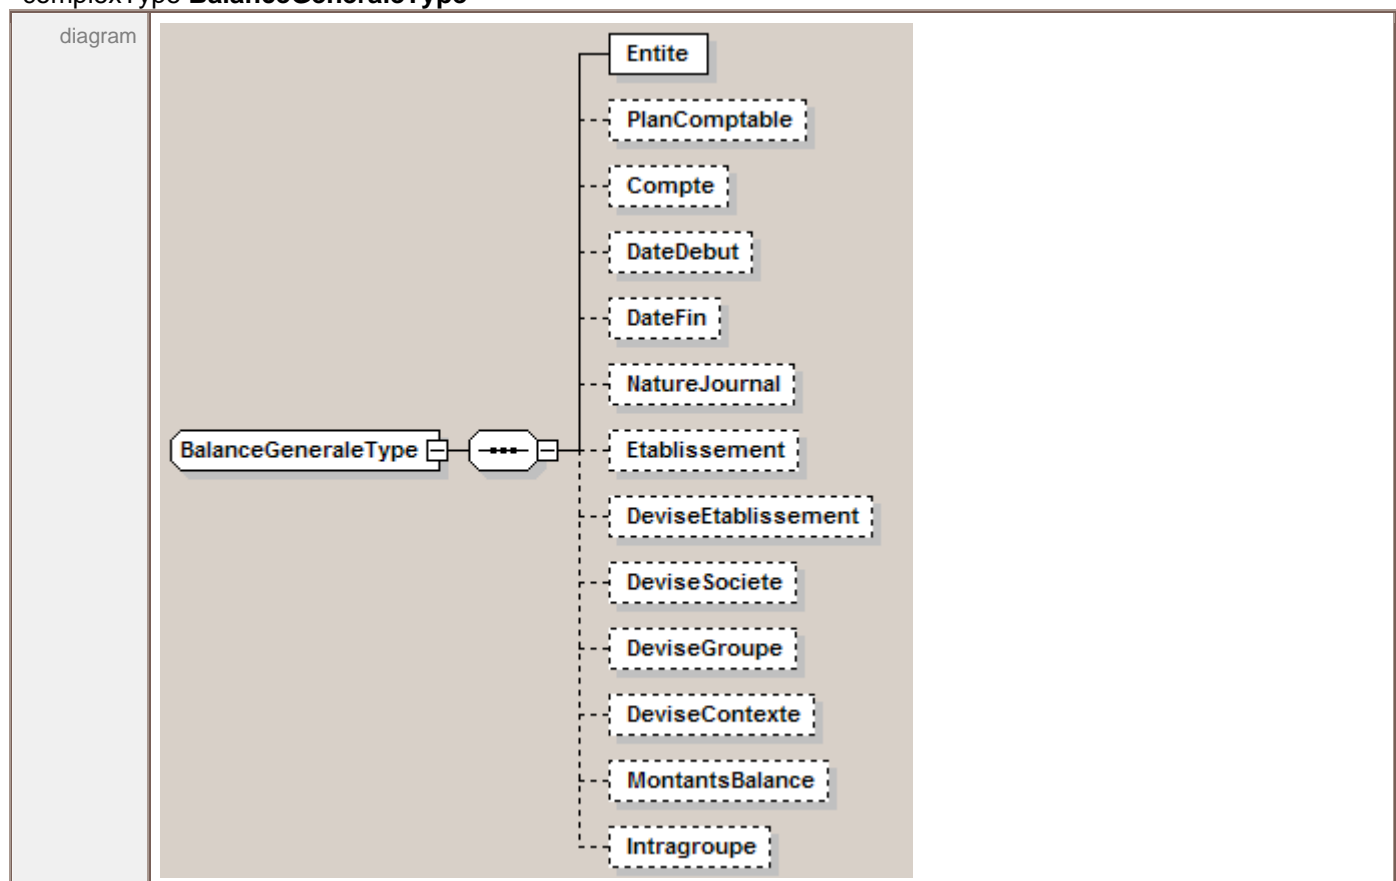 complexType BalanceGeneraleType
diagram
Entite
PlanComptable
Compte
DateDebut
DateFin
NatureJournal
BalanceGeneraleType
Etablissement
DeviseEtablissement
DeviseSociete
DeviseGroupe
DeviseContexte
MontantsBalance
Intragroupe